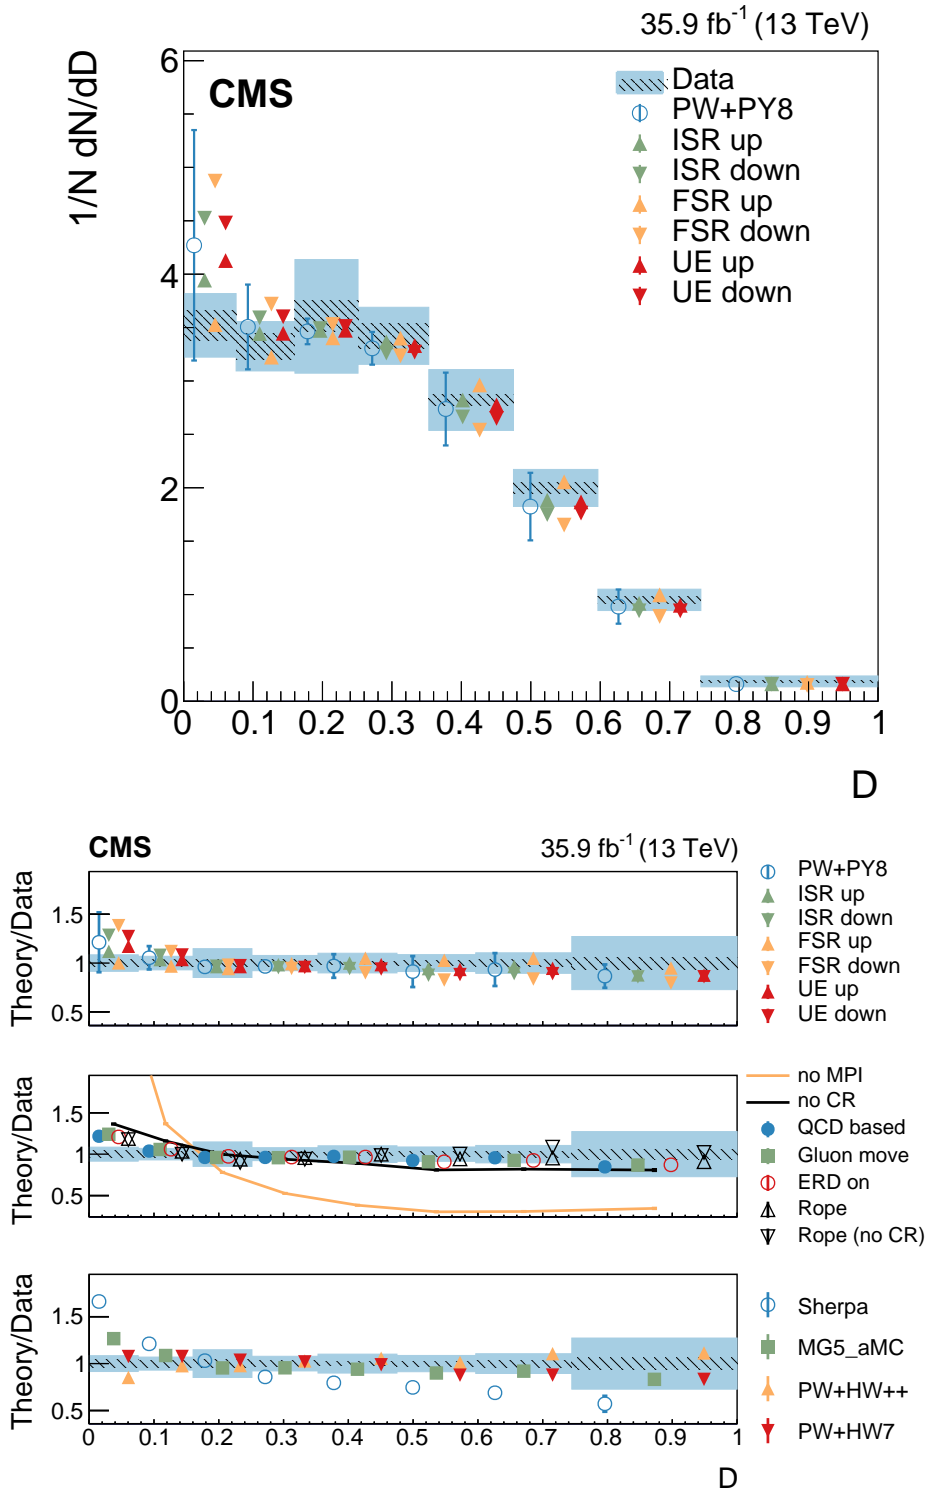 35.9 fb⁻¹ (13 TeV)
1/N dN/dD
6
4
2
0
CMS
Data
PW+PY8
ISR up
ISR down
FSR up
FSR down
UE up
UE down
0 0.1 0.2 0.3 0.4 0.5 0.6 0.7 0.8 0.9 1
D
CMS 35.9 fb⁻¹ (13 TeV)
Theory/Data
1.5
1
0.5
PW+PY8
ISR up
ISR down
FSR up
FSR down
UE up
UE down
Theory/Data
1.5
1
0.5
no MPI
no CR
QCD based
Gluon move
ERD on
Rope
Rope (no CR)
Theory/Data
1.5
1
0.5
Sherpa
MG5_aMC
PW+HW++
PW+HW7
0 0.1 0.2 0.3 0.4 0.5 0.6 0.7 0.8 0.9 1
D